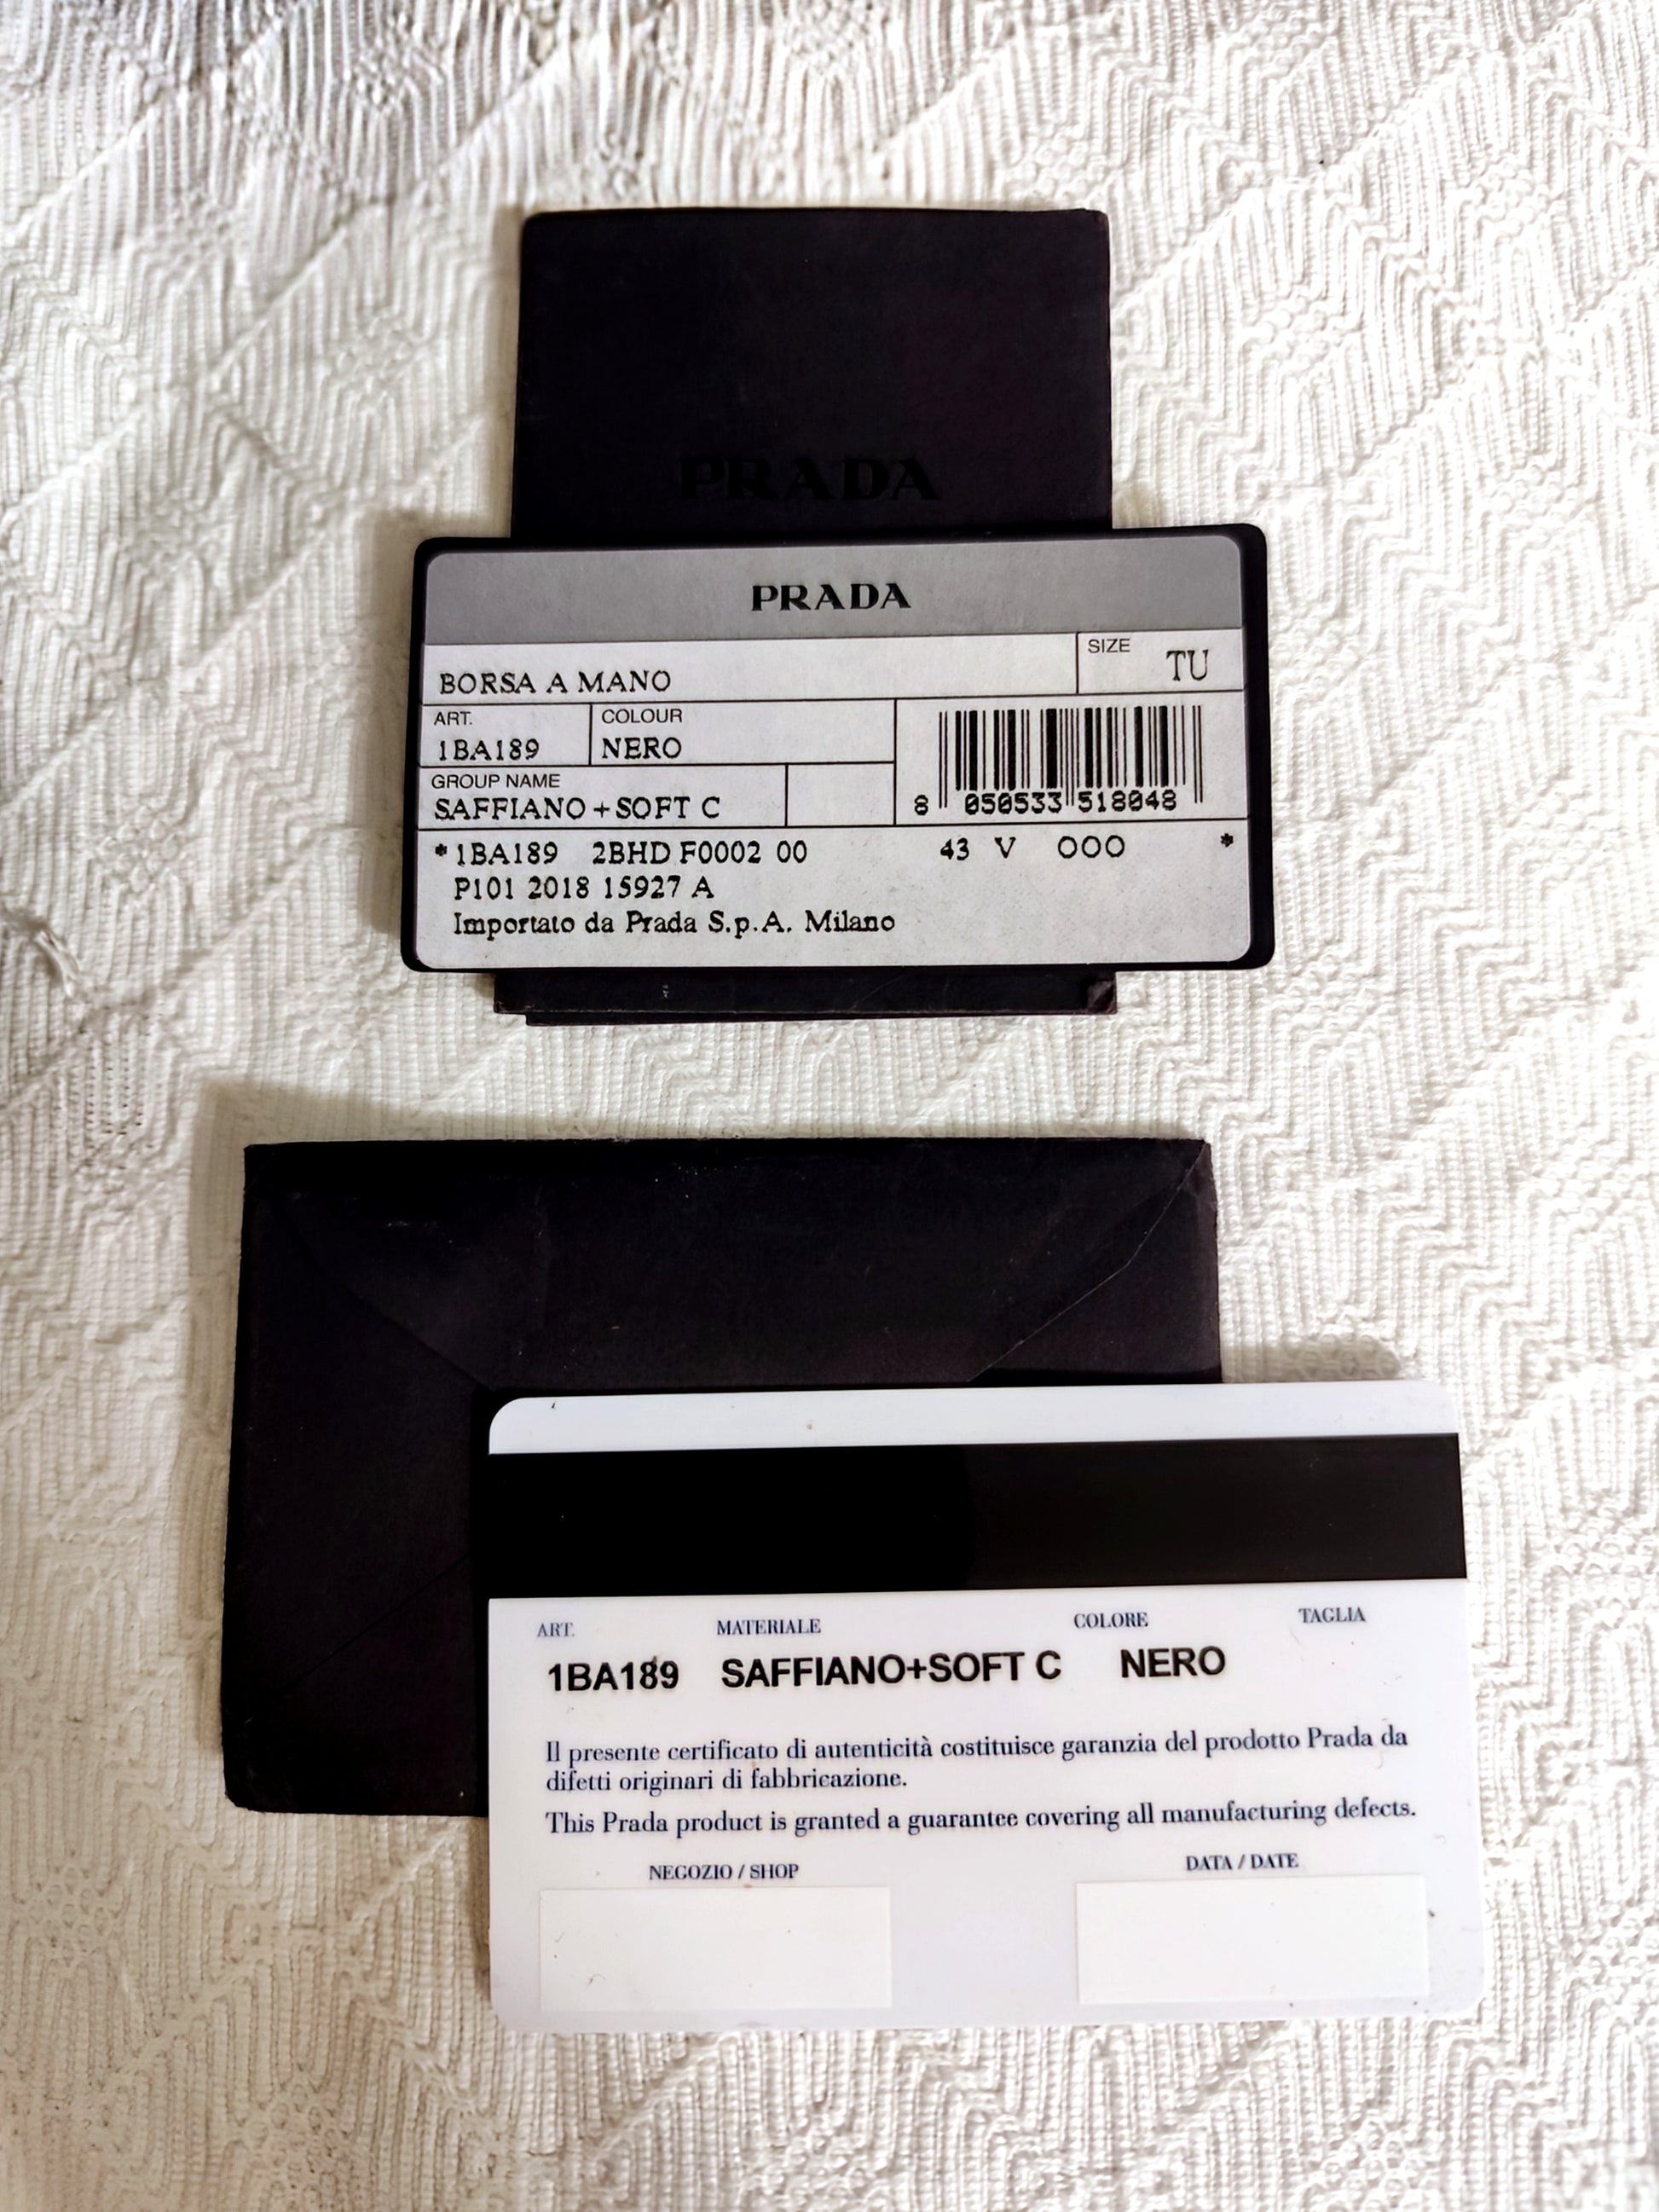 PRADA
PRADA
BORSA A MANO
SIZE TU
ART. COLOUR
1BA189 NERO
GROUP NAME
SAFFIANO+SOFT C
8 050533 518048
*1BA189 2BHD F0002 00 43 V OOO *
P101 2018 15927 A
Importato da Prada S.p.A. Milano
ART. MATERIALE COLORE TAGLIA
1BA189 SAFFIANO+SOFT C NERO
Il presente certificato di autenticità costituisce garanzia del prodotto Prada da
difetti originari di fabbricazione.
This Prada product is granted a guarantee covering all manufacturing defects.
NEGOZIO / SHOP DATA / DATE